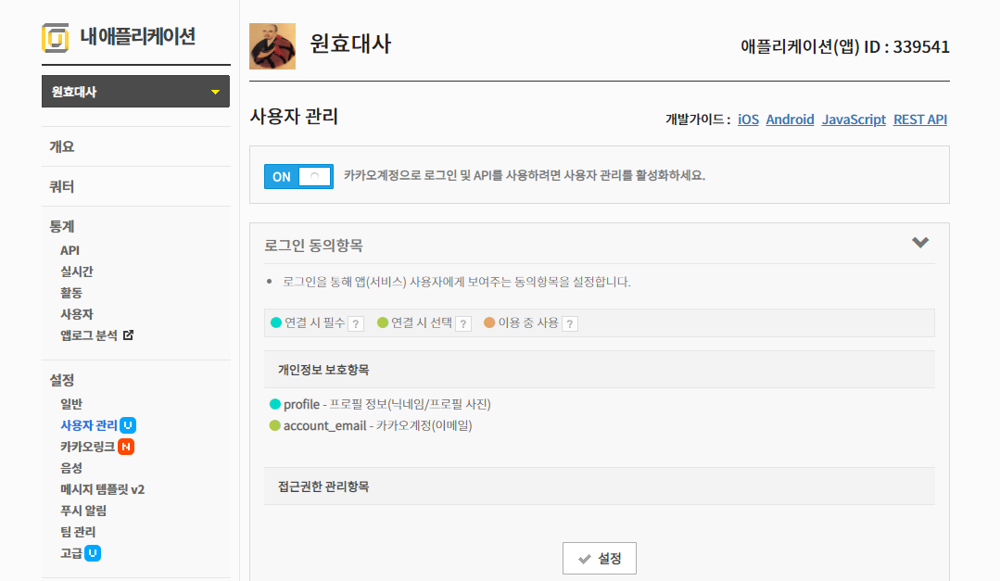 내 애플리케이션
원효대사
개요
쿼터
통계
API
실시간
활동
사용자
앱로그 분석
설정
일반
사용자 관리 U
카카오링크 N
음성
메시지 템플릿 v2
푸시 알림
팀 관리
고급 U
원효대사
애플리케이션(앱) ID : 339541
사용자 관리
개발가이드 : iOS Android JavaScript REST API
ON 카카오계정으로 로그인 및 API를 사용하려면 사용자 관리를 활성화하세요.
로그인 동의항목
로그인을 통해 앱(서비스) 사용자에게 보여주는 동의항목을 설정합니다.
연결 시 필수 ? 연결 시 선택 ? 이용 중 사용 ?
개인정보 보호항목
profile - 프로필 정보(닉네임/프로필 사진)
account_email - 카카오계정(이메일)
접근권한 관리항목
설정